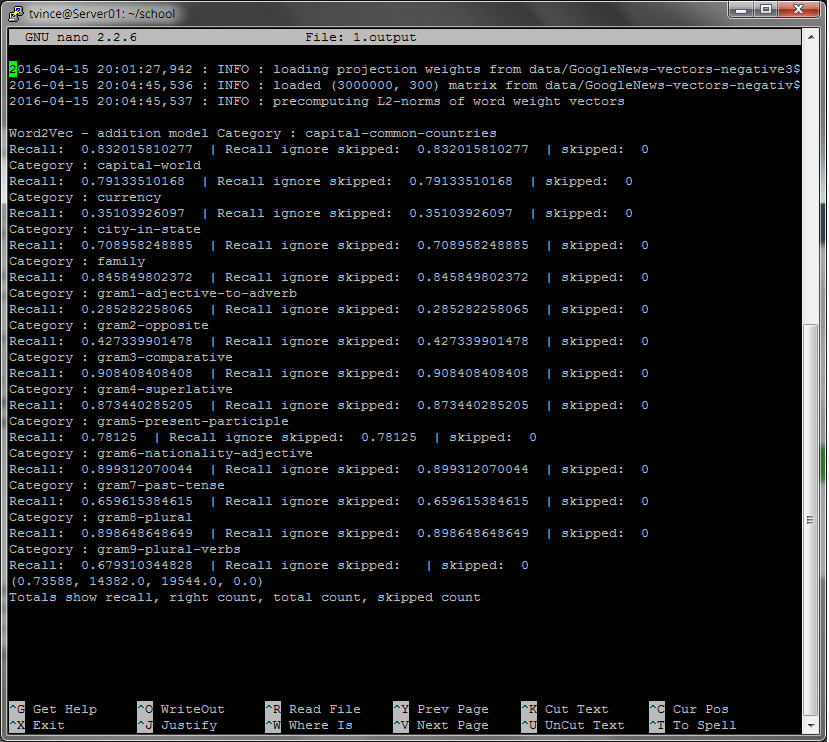 tvince@Server01: ~/school
GNU nano 2.2.6 File: 1.output
2016-04-15 20:01:27,942 : INFO : loading projection weights from data/GoogleNews-vectors-negative3$
2016-04-15 20:04:45,536 : INFO : loaded (3000000, 300) matrix from data/GoogleNews-vectors-negativ$
2016-04-15 20:04:45,537 : INFO : precomputing L2-norms of word weight vectors
Word2Vec - addition model Category : capital-common-countries
Recall: 0.832015810277 | Recall ignore skipped: 0.832015810277 | skipped: 0
Category : capital-world
Recall: 0.79133510168 | Recall ignore skipped: 0.79133510168 | skipped: 0
Category : currency
Recall: 0.35103926097 | Recall ignore skipped: 0.35103926097 | skipped: 0
Category : city-in-state
Recall: 0.708958248885 | Recall ignore skipped: 0.708958248885 | skipped: 0
Category : family
Recall: 0.845849802372 | Recall ignore skipped: 0.845849802372 | skipped: 0
Category : gram1-adjective-to-adverb
Recall: 0.285282258065 | Recall ignore skipped: 0.285282258065 | skipped: 0
Category : gram2-opposite
Recall: 0.427339901478 | Recall ignore skipped: 0.427339901478 | skipped: 0
Category : gram3-comparative
Recall: 0.908408408408 | Recall ignore skipped: 0.908408408408 | skipped: 0
Category : gram4-superlative
Recall: 0.873440285205 | Recall ignore skipped: 0.873440285205 | skipped: 0
Category : gram5-present-participle
Recall: 0.78125 | Recall ignore skipped: 0.78125 | skipped: 0
Category : gram6-nationality-adjective
Recall: 0.899312070044 | Recall ignore skipped: 0.899312070044 | skipped: 0
Category : gram7-past-tense
Recall: 0.659615384615 | Recall ignore skipped: 0.659615384615 | skipped: 0
Category : gram8-plural
Recall: 0.898648648649 | Recall ignore skipped: 0.898648648649 | skipped: 0
Category : gram9-plural-verbs
Recall: 0.679310344828 | Recall ignore skipped: | skipped: 0
(0.73588, 14382.0, 19544.0, 0.0)
Totals show recall, right count, total count, skipped count
^G Get Help ^O WriteOut ^R Read File ^Y Prev Page ^K Cut Text ^C Cur Pos
^X Exit ^J Justify ^W Where Is ^V Next Page ^U UnCut Text ^T To Spell